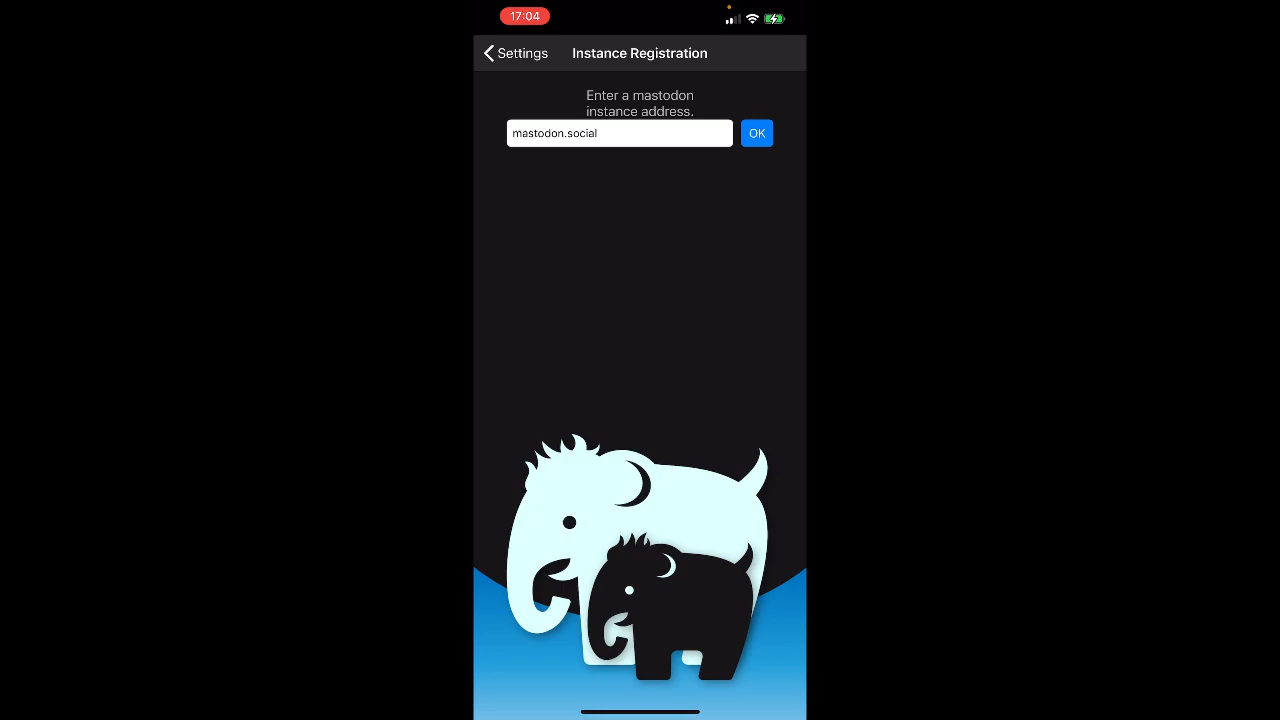 17:04
Settings
Instance Registration
Enter a mastodon
instance address.
mastodon.social
OK